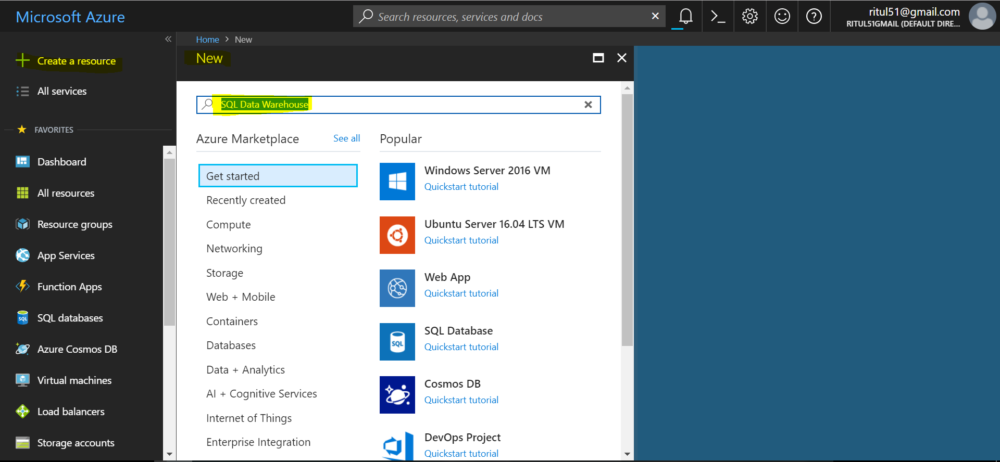 Microsoft Azure
Search resources, services and docs
ritul51@gmail.com
RITUL51GMAIL (DEFAULT DIRE...
Home > New
Create a resource
All services
FAVORITES
Dashboard
All resources
Resource groups
App Services
Function Apps
SQL
SQL databases
Azure Cosmos DB
Virtual machines
Load balancers
Storage accounts
New
SQL Data Warehouse
Azure Marketplace
See all
Get started
Recently created
Compute
Networking
Storage
Web + Mobile
Containers
Databases
Data + Analytics
AI + Cognitive Services
Internet of Things
Enterprise Integration
Popular
Windows Server 2016 VM
Quickstart tutorial
Ubuntu Server 16.04 LTS VM
Quickstart tutorial
Web App
Quickstart tutorial
SQL
SQL Database
Quickstart tutorial
Cosmos DB
Quickstart tutorial
DevOps Project
Quickstart tutorial